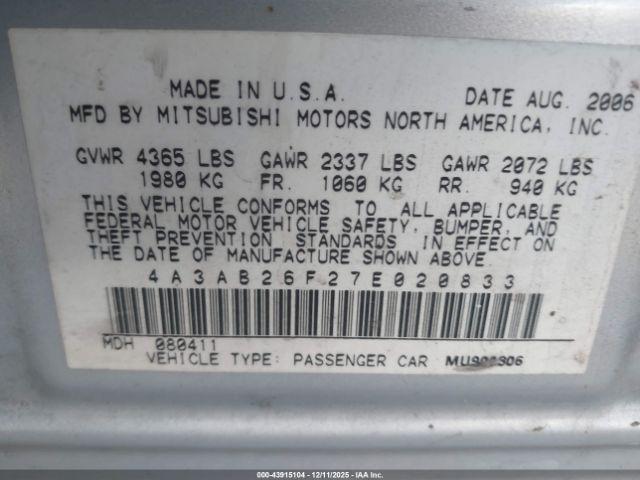 MADE IN U.S.A. DATE AUG. 2006
MFD BY MITSUBISHI MOTORS NORTH AMERICA, INC.
GVWR 4365 LBS GAWR 2337 LBS GAWR 2072 LBS
1980 KG FR. 1060 KG RR. 940 KG
THIS VEHICLE CONFORMS TO ALL APPLICABLE
FEDERAL MOTOR VEHICLE SAFETY, BUMPER, AND
THEFT PREVENTION STANDARDS IN EFFECT ON
THE DATE OF MANUFACTURE SHOWN ABOVE.
4A3AB26F27E020833
MDH 080411
VEHICLE TYPE: PASSENGER CAR
000-43915104 - 12/11/2025 - IAAI.com